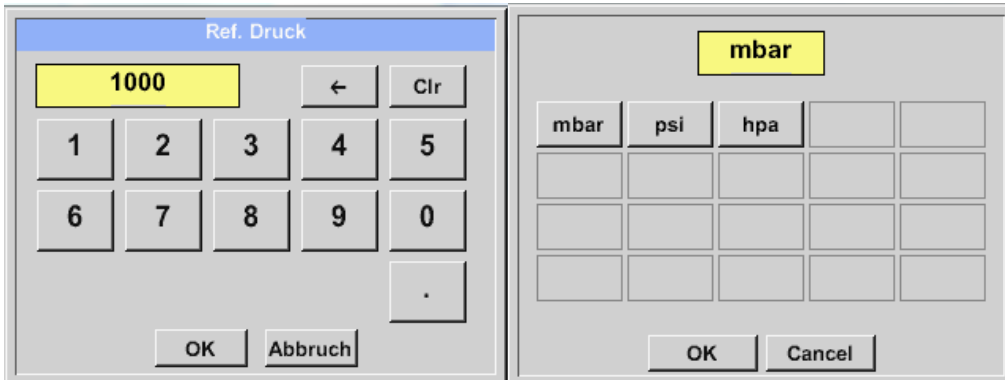 Ref. Druck
1000
← Clr
1 2 3 4 5
6 7 8 9 0
.
OK Abbruch
mbar
mbar psi hpa
OK Cancel